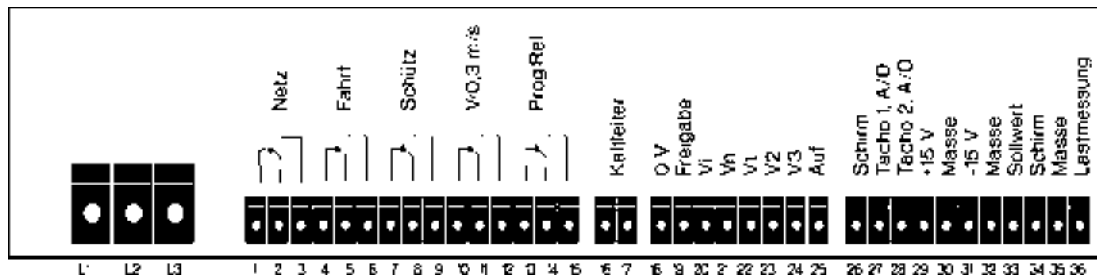 Netz
Fahrt
Schütz
V/0,3 m/s
ProgRel
Kaltleiter
0 V
Freigabe
Vi
Vn
V1
V2
V3
Auf
Schirm
Tacho 1, A/D
Tacho 2, A/D
+15 V
Masse
-15 V
Masse
Sollwert
Schirm
Masse
Lastmessung
L1 L2 L3 1 2 3 4 5 6 7 8 9 10 11 12 13 14 15 16 17 18 19 20 21 22 23 24 25 26 27 28 29 30 31 32 33 34 35 36